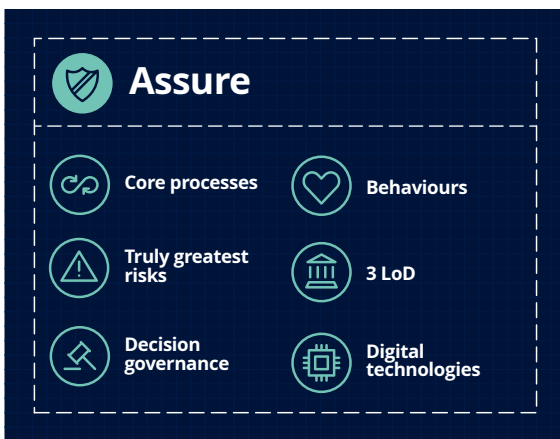 Assure
Core processes
Behaviours
Truly greatest
risks
3 LoD
Decision
governance
Digital
technologies